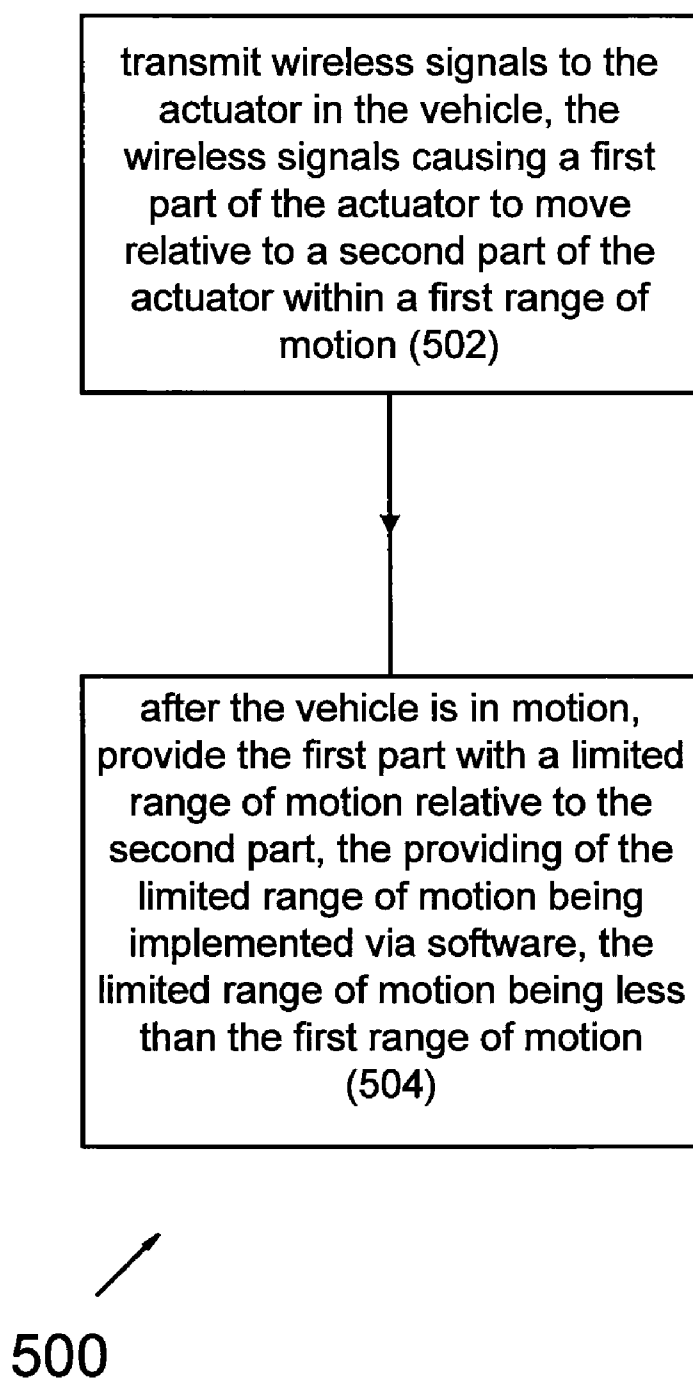 transmit wireless signals to the
actuator in the vehicle, the
wireless signals causing a first
part of the actuator to move
relative to a second part of the
actuator within a first range of
motion (502)
after the vehicle is in motion,
provide the first part with a limited
range of motion relative to the
second part, the providing of the
limited range of motion being
implemented via software, the
limited range of motion being less
than the first range of motion
(504)
500